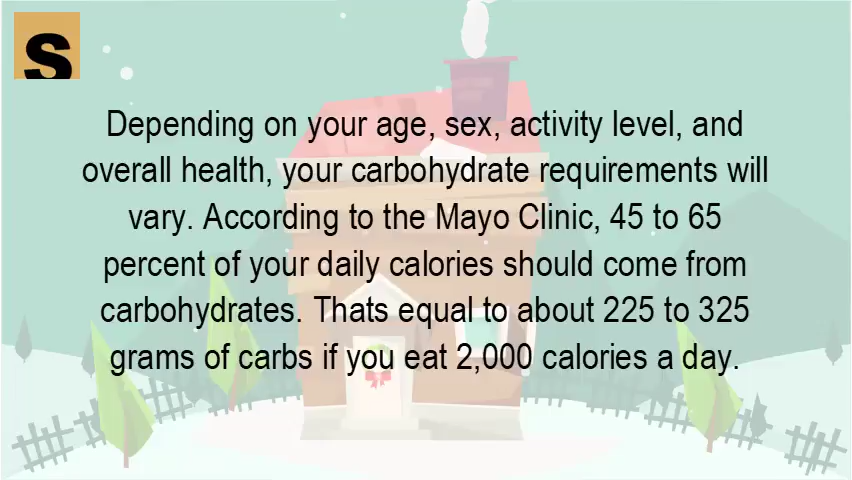 S
Depending on your age, sex, activity level, and
overall health, your carbohydrate requirements will
vary. According to the Mayo Clinic, 45 to 65
percent of your daily calories should come from
carbohydrates. Thats equal to about 225 to 325
grams of carbs if you eat 2,000 calories a day.